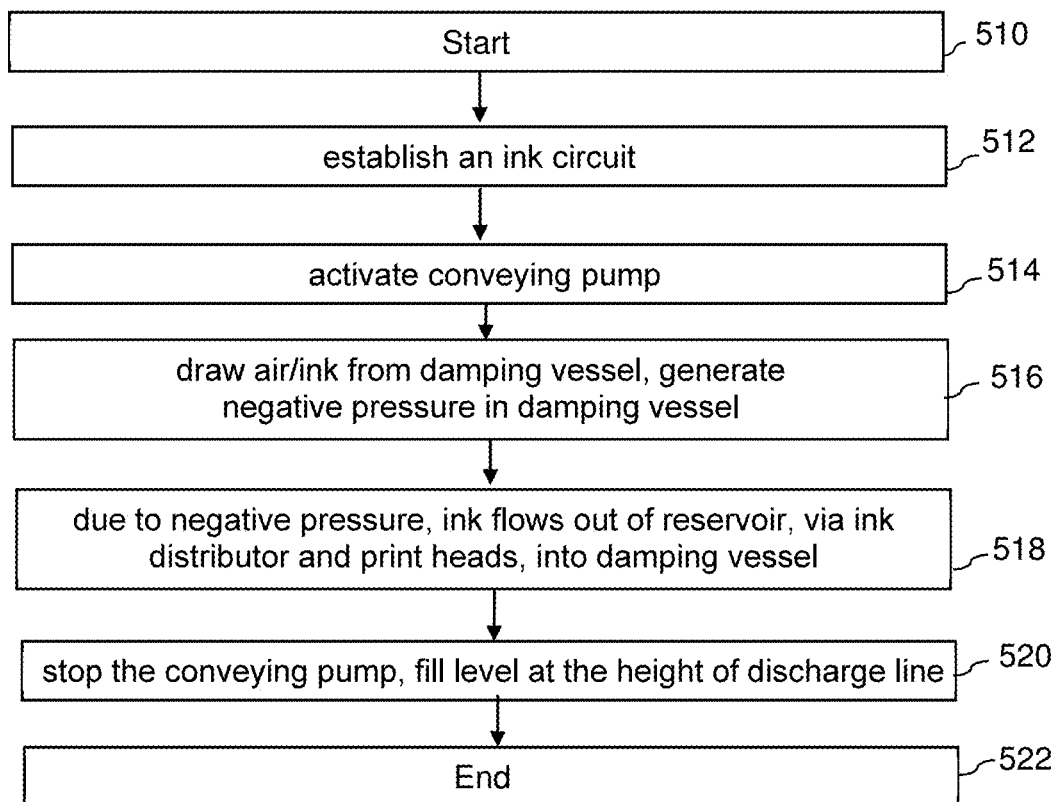 Start
510
establish an ink circuit
512
activate conveying pump
514
draw air/ink from damping vessel, generate
negative pressure in damping vessel
516
due to negative pressure, ink flows out of reservoir, via ink
distributor and print heads, into damping vessel
518
stop the conveying pump, fill level at the height of discharge line
520
End
522